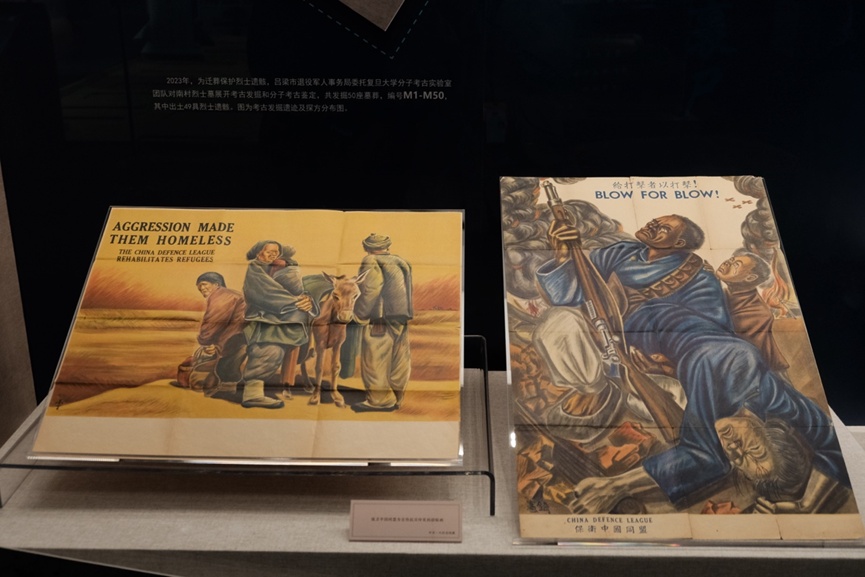 2023年，为迁葬保护烈士遗骸，吕梁市退役军人事务局委托复旦大学分子考古实验室
团队对南村烈士墓展开考古发掘和分子考古鉴定，共发掘50座墓葬，编号M1-M50，
其中出土49具烈士遗骸。图为考古发掘遗迹及探方分布图。
AGGRESSION MADE
THEM HOMELESS
THE CHINA DEFENCE LEAGUE
REHABILITATES REFUGEES
给打击者以打击！
BLOW FOR BLOW!
CHINA DEFENCE LEAGUE
保衛中國同盟